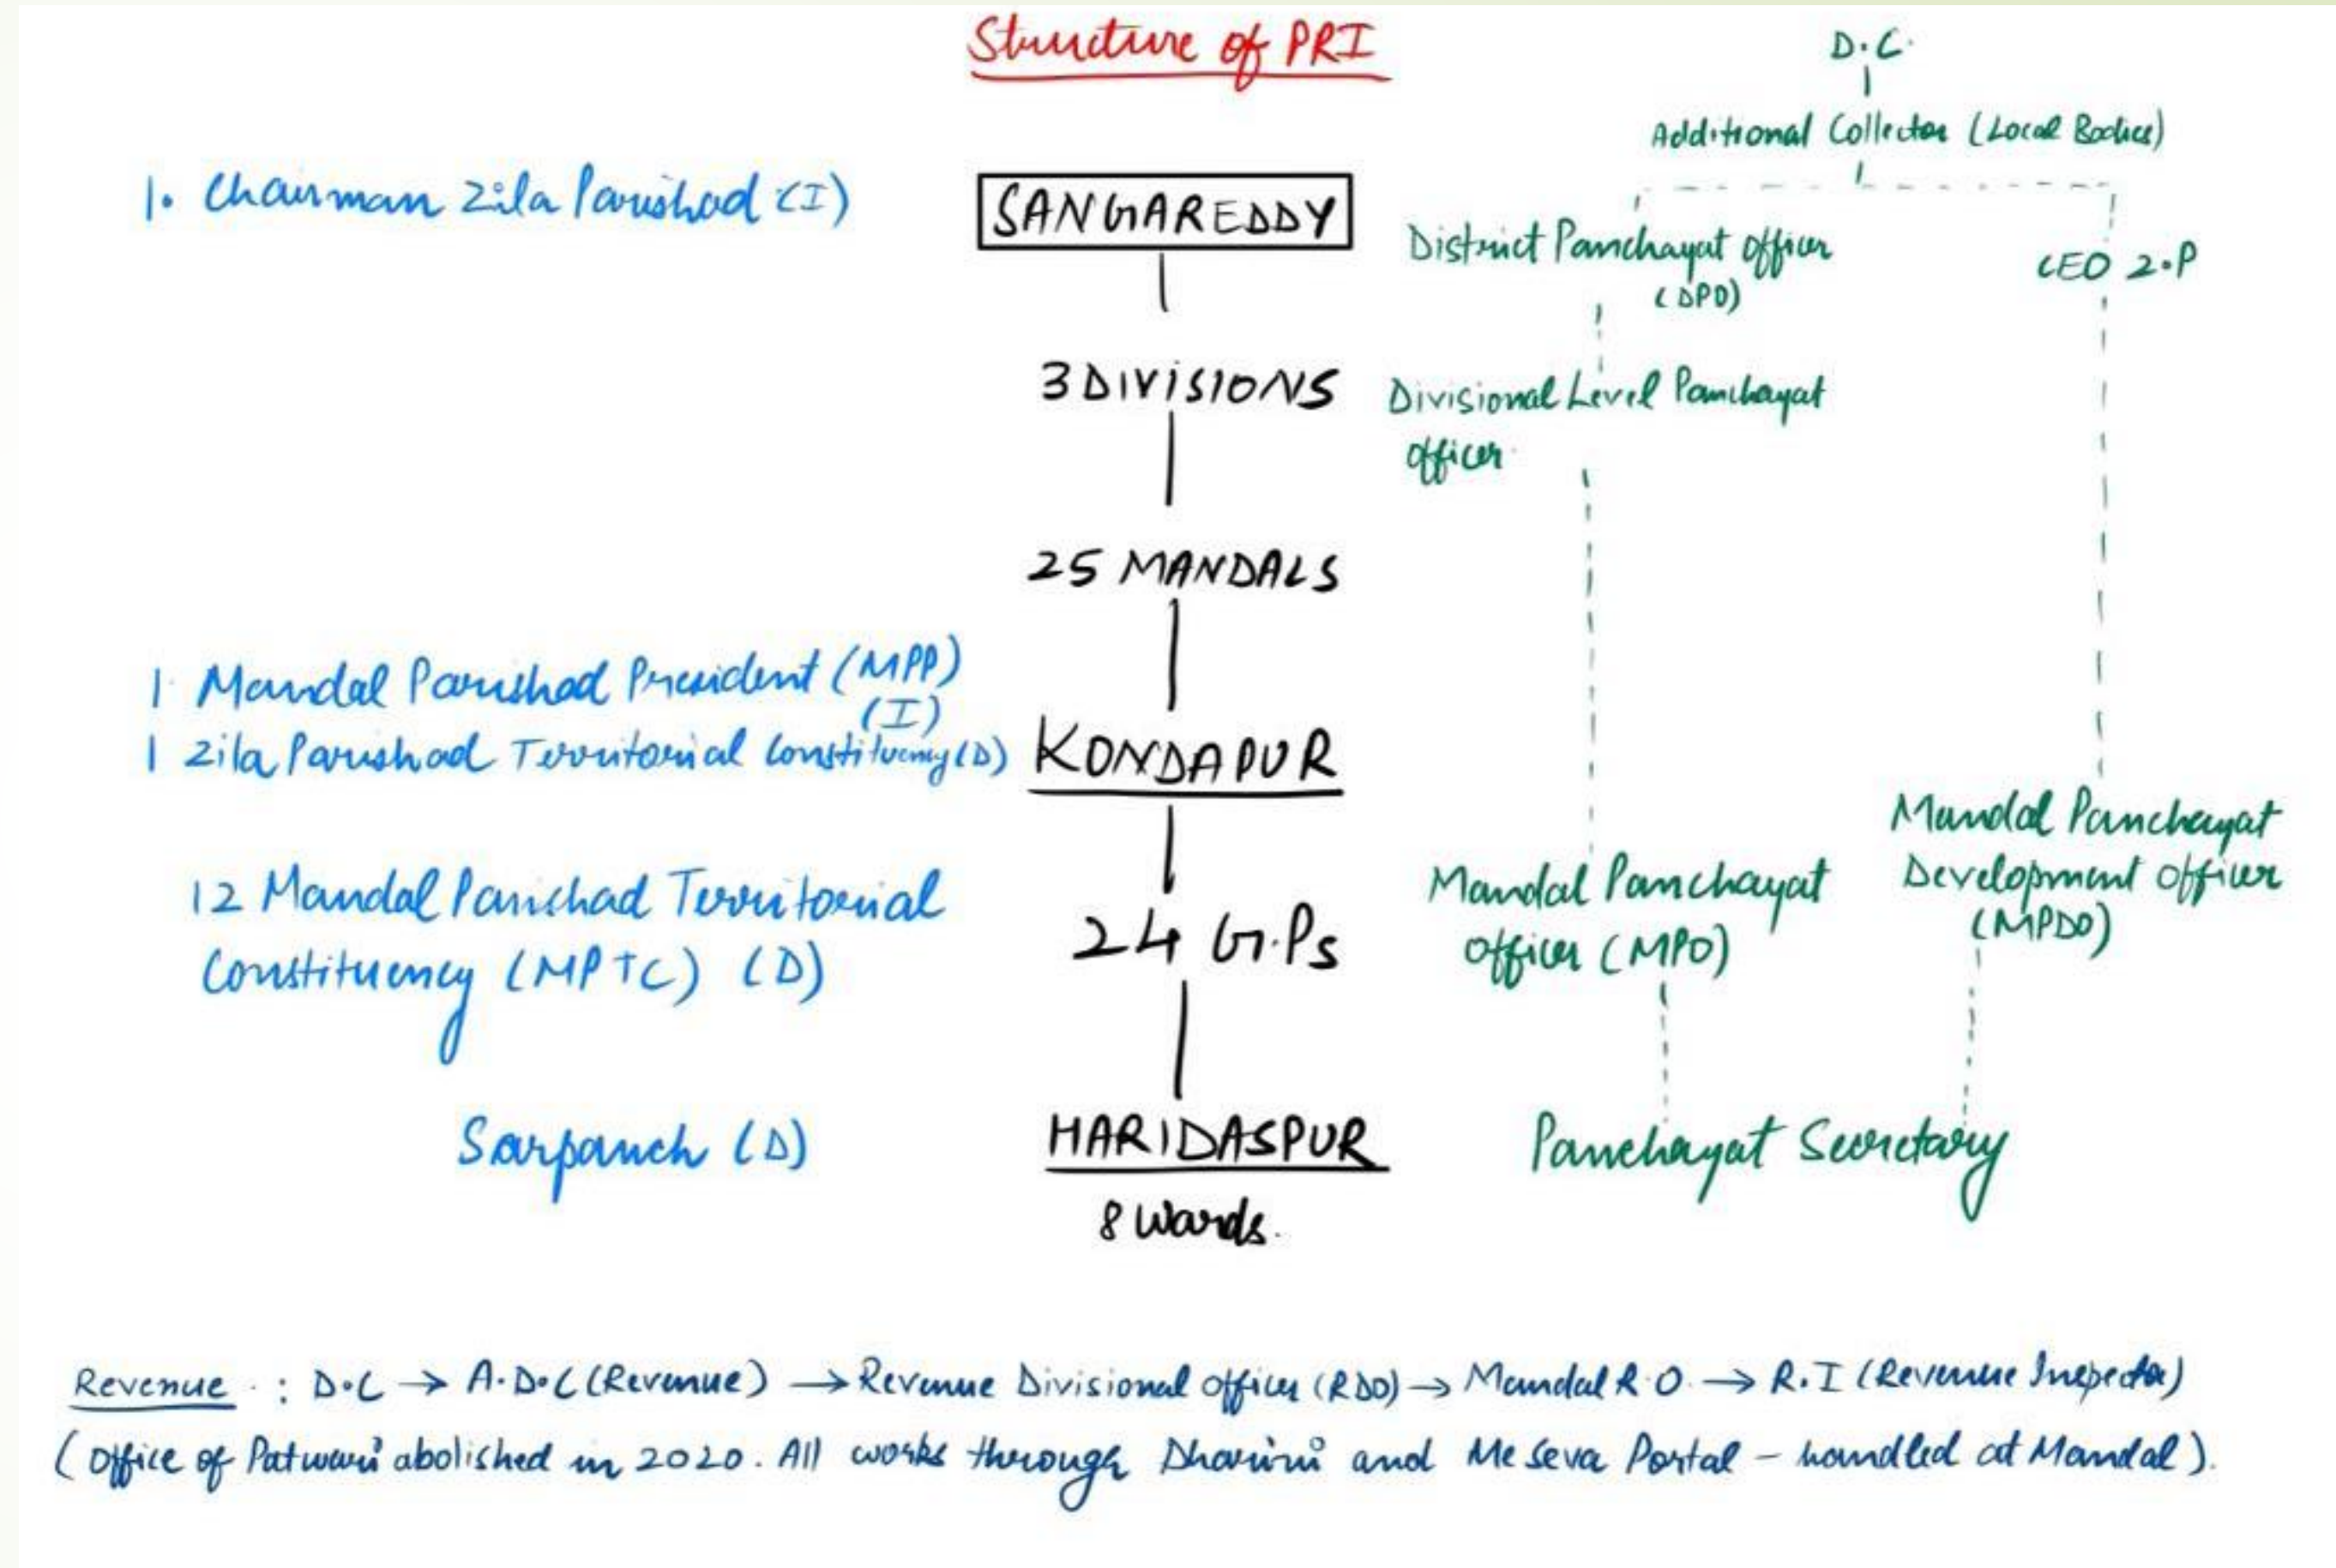 Structure of PRI
D.C.
Additional Collector (Local Bodies)
1. Chairman Zila Parishad (I)
SANGAREDDY
District Panchayat Officer
(DPO)
CEO Z.P
3 DIVISIONS
Divisional Level Panchayat
Officer
25 MANDALS
1 Mandal Parishad President (MPP)
(I)
1 Zila Parishad Territorial Constituency (D)
KONDAPUR
12 Mandal Parishad Territorial
Constituency (MPTC) (D)
24 G.Ps
Mandal Panchayat
Officer (MPO)
Mandal Panchayat
Development Officer
(MPDO)
Sarpanch (D)
HARIDASPUR
8 Wards.
Panchayat Secretary
Revenue : D.C → A.D.C (Revenue) → Revenue Divisional Officer (RDO) → Mandal R.O. → R.I (Revenue Inspector)
(Office of Patwari abolished in 2020. All works through Dharini and Me Seva Portal - handled at Mandal).